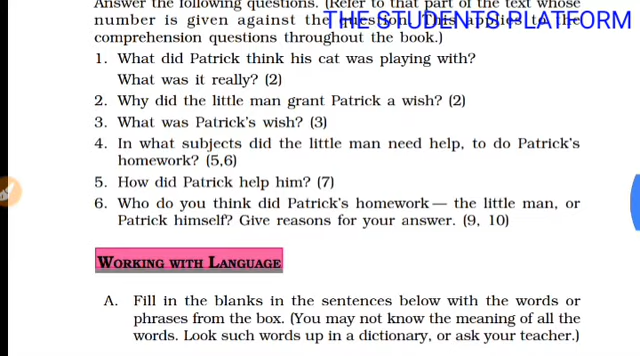 Answer the following questions. (Refer to that part of the text whose
number is given against the question. This applies to the
THE STUDENTS PLATFORM
comprehension questions throughout the book.)
1. What did Patrick think his cat was playing with?
What was it really? (2)
2. Why did the little man grant Patrick a wish? (2)
3. What was Patrick's wish? (3)
4. In what subjects did the little man need help, to do Patrick's
homework? (5,6)
5. How did Patrick help him? (7)
6. Who do you think did Patrick's homework — the little man, or
Patrick himself? Give reasons for your answer. (9, 10)
WORKING WITH LANGUAGE
A. Fill in the blanks in the sentences below with the words or
phrases from the box. (You may not know the meaning of all the
words. Look such words up in a dictionary, or ask your teacher.)